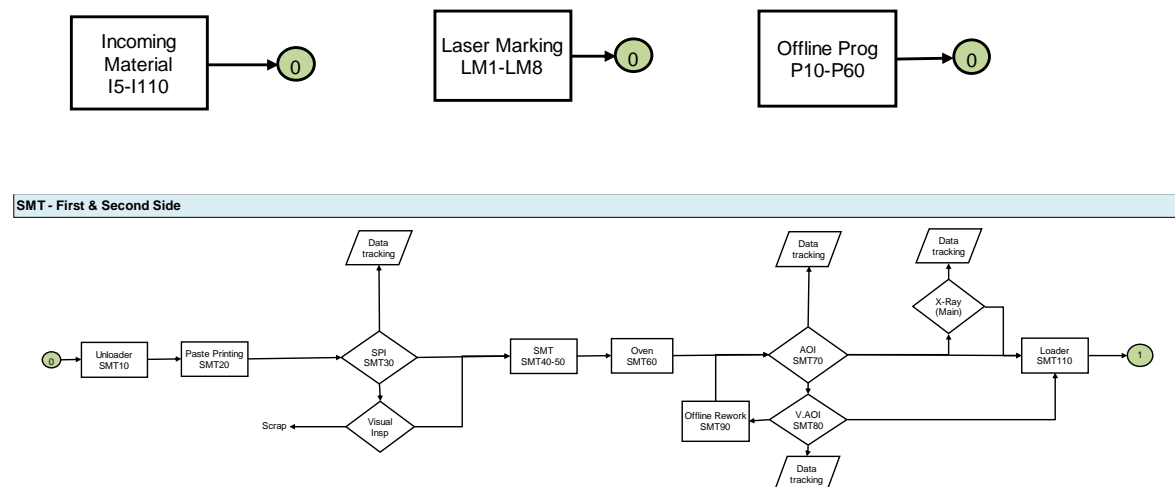 Incoming
Material
I5-I110
0
Laser Marking
LM1-LM8
0
Offline Prog
P10-P60
0
SMT - First & Second Side
Data
tracking
Data
tracking
Data
tracking
X-Ray
(Main)
0
Unloader
SMT10
Paste Printing
SMT20
SPI
SMT30
SMT
SMT40-50
Oven
SMT60
AOI
SMT70
Loader
SMT110
1
Scrap
Visual
Insp
Offline Rework
SMT90
V.AOI
SMT80
Data
tracking